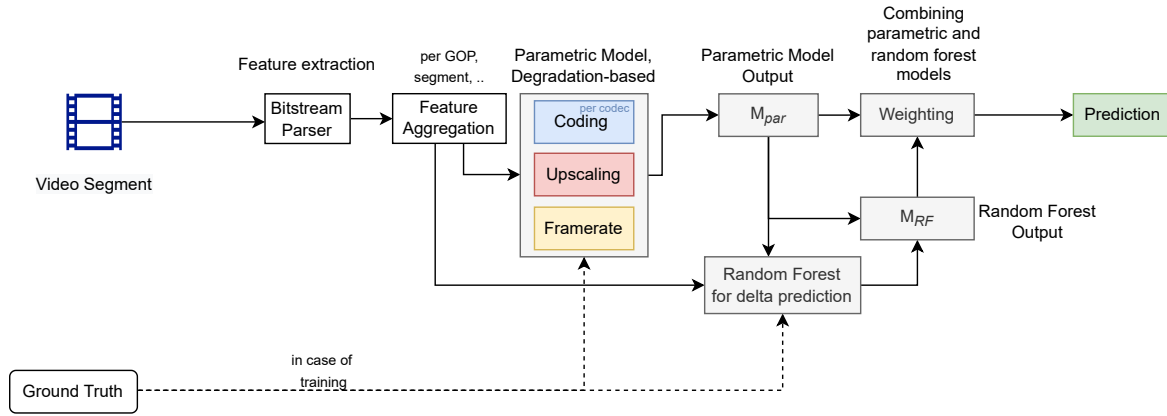 Feature extraction
Bitstream
Parser
per GOP,
segment, ..
Feature
Aggregation
Parametric Model,
Degradation-based
per codec
Coding
Upscaling
Framerate
Parametric Model
Output
M_par
Combining
parametric and
random forest
models
Weighting
Prediction
Video Segment
M_RF
Random Forest
Output
Random Forest
for delta prediction
in case of
training
Ground Truth